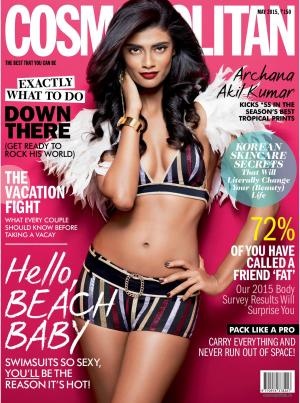 COSMOPOLITAN
MAY 2015, ₹150
THE BEST THAT YOU CAN BE
EXACTLY
WHAT TO DO
DOWN
THERE
(GET READY TO
ROCK HIS WORLD)
THE
VACATION
FIGHT
WHAT EVERY COUPLE
SHOULD KNOW BEFORE
TAKING A VACAY
Hello,
BEACH
BABY
SWIMSUITS SO SEXY,
YOU'LL BE THE
REASON IT'S HOT!
Archana
Akil Kumar
KICKS *SS IN THE
SEASON'S BEST
TROPICAL PRINTS
KOREAN
SKINCARE
SECRETS
That Will
Literally Change
Your (Beauty)
Life
72%
OF YOU HAVE
CALLED A
FRIEND 'FAT'
Our 2015 Body
Survey Results Will
Surprise You
PACK LIKE A PRO
CARRY EVERYTHING AND
NEVER RUN OUT OF SPACE!